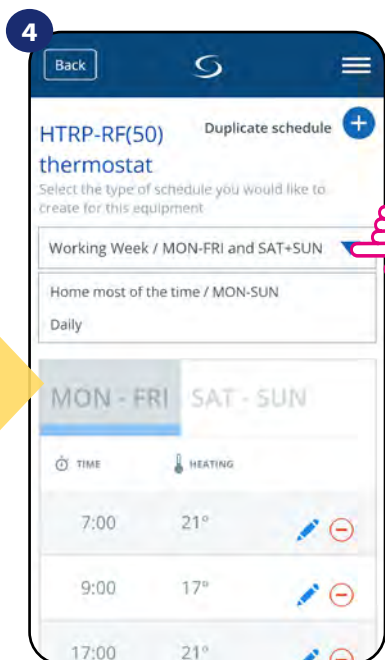 4
Back
HTRP-RF(50)
thermostat
Duplicate schedule
Select the type of schedule you would like to
create for this equipment
Working Week / MON-FRI and SAT+SUN
Home most of the time / MON-SUN
Daily
MON - FRI SAT - SUN
TIME HEATING
7:00 21°
9:00 17°
17:00 21°